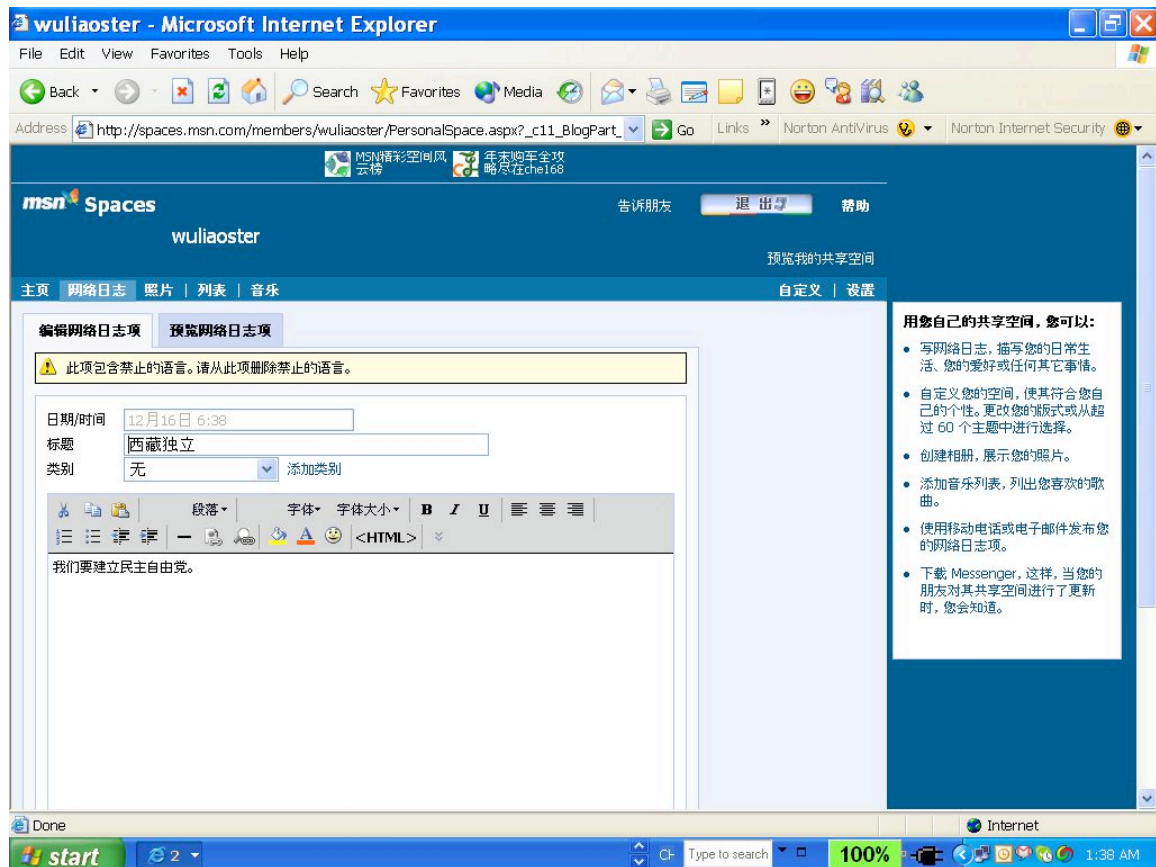 wuliaoster - Microsoft Internet Explorer
File Edit View Favorites Tools Help
Back Search Favorites Media
Address http://spaces.msn.com/members/wuliaoster/PersonalSpace.aspx?_c11_BlogPart_ Go Links » Norton AntiVirus Norton Internet Security
MSN精彩空间风云榜
年末购车全攻略尽在che168
msn Spaces 告诉朋友 退 出 帮助
wuliaoster
预览我的共享空间
主页 网络日志 照片 | 列表 | 音乐 自定义 | 设置
编辑网络日志项 预览网络日志项
此项包含禁止的语言。请从此项删除禁止的语言。
日期/时间 12月16日 6:38
标题 西藏独立
类别 无 添加类别
段落 字体 字体大小 B I U
<HTML>
我们要建立民主自由党。
用您自己的共享空间，您可以:
• 写网络日志，描写您的日常生
活、您的爱好或任何其它事情。
• 自定义您的空间，使其符合您自
己的个性。更改您的版式或从超
过 60 个主题中进行选择。
• 创建相册，展示您的照片。
• 添加音乐列表，列出您喜欢的歌
曲。
• 使用移动电话或电子邮件发布您
的网络日志项。
• 下载 Messenger，这样，当您的
朋友对其共享空间进行了更新
时，您会知道。
Done Internet
start 2 CH Type to search 100% 1:38 AM